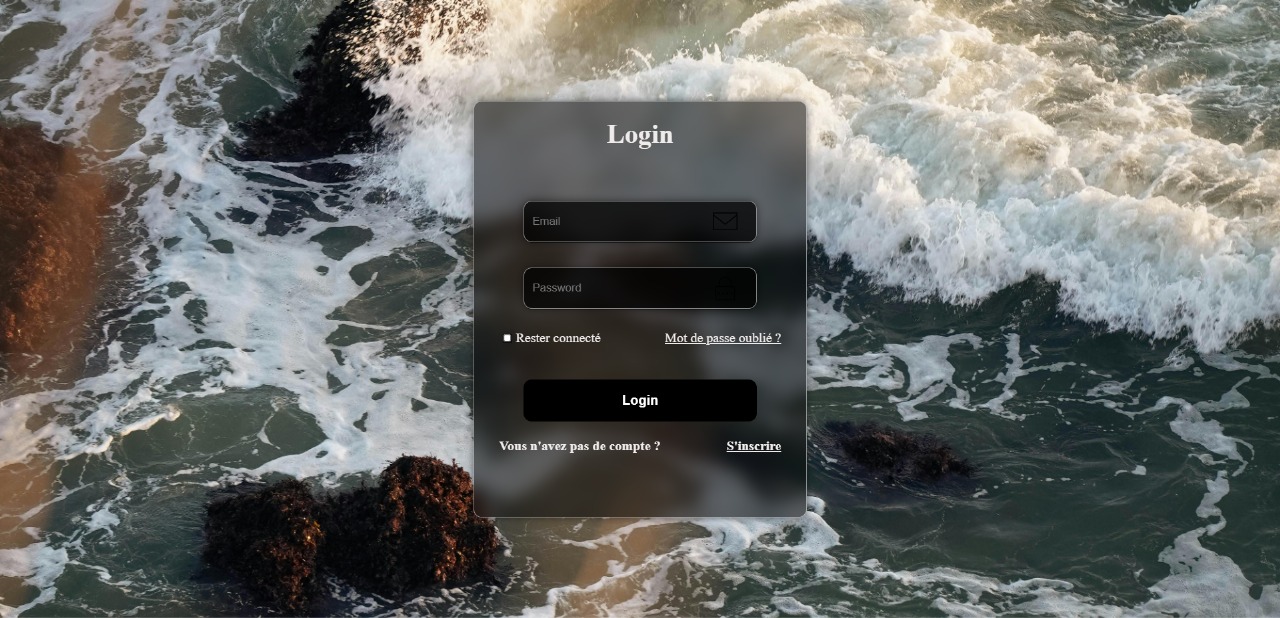 Login
Email
Password
Rester connecté Mot de passe oublié ?
Login
Vous n'avez pas de compte ? S'inscrire